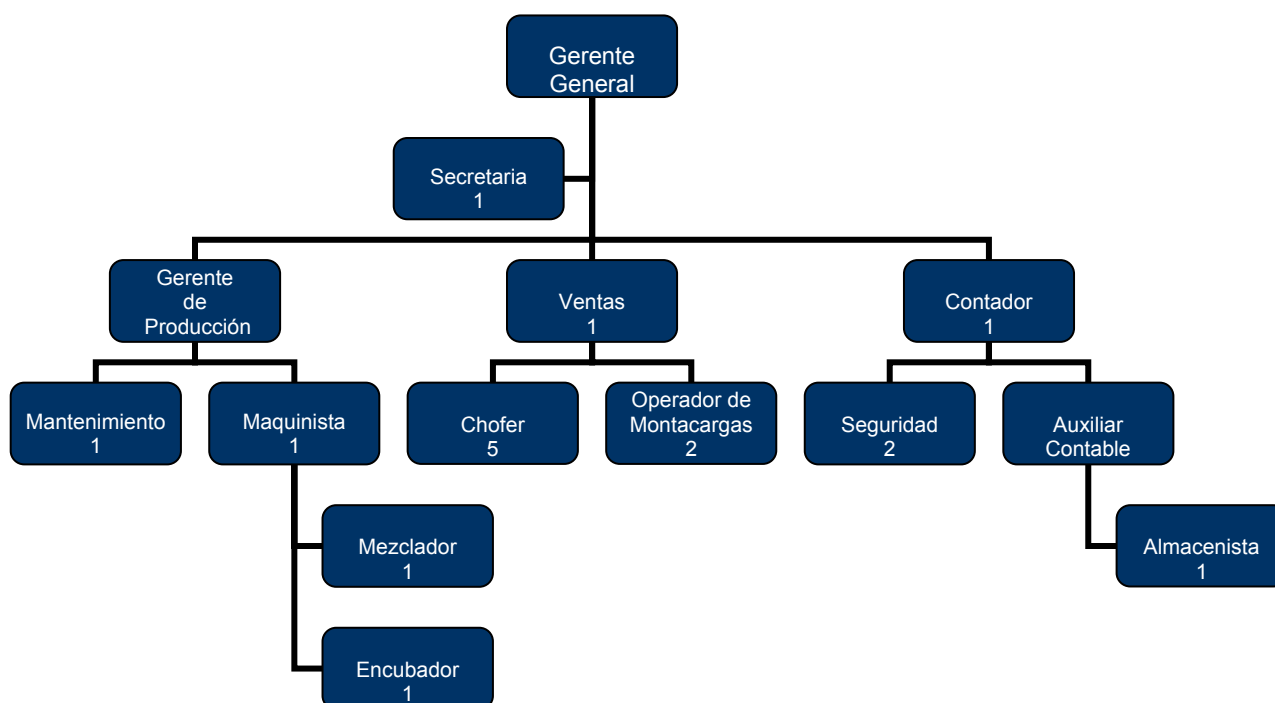 Gerente
General
Secretaria
1
Gerente
de
Producción
Ventas
1
Contador
1
Mantenimiento
1
Maquinista
1
Chofer
5
Operador de
Montacargas
2
Seguridad
2
Auxiliar
Contable
Mezclador
1
Almacenista
1
Encubador
1